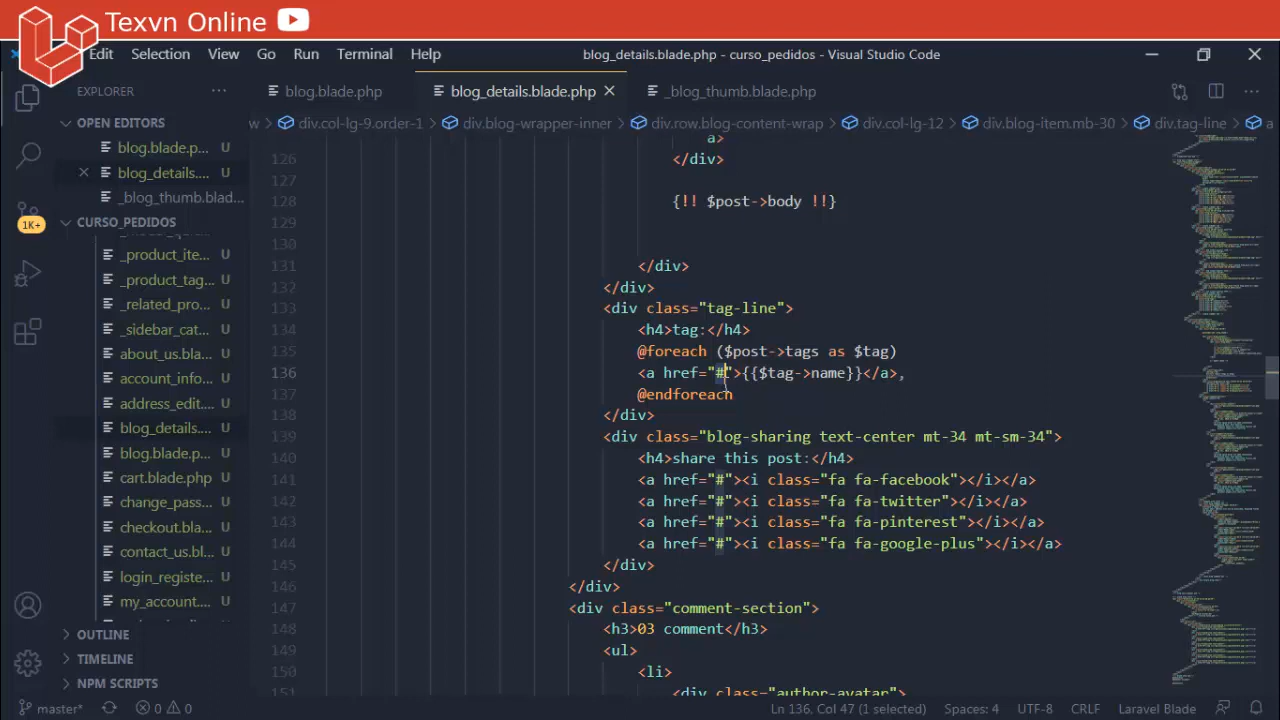 Texvn Online
Edit Selection View Go Run Terminal Help
blog_details.blade.php - curso_pedidos - Visual Studio Code
EXPLORER ···
blog.blade.php
blog_details.blade.php
_blog_thumb.blade.php
OPEN EDITORS
div.col-lg-9.order-1 > div.blog-wrapper-inner > div.row.blog-content-wrap > div.col-lg-12 > div.blog-item.mb-30 > div.tag-line > a
blog.blade.p...
blog_details....
_blog_thumb.blad...
CURSO_PEDIDOS
1K+
_product_ite... U
_product_tag... U
_related_pro... U
_sidebar_cat... U
about_us.bla... U
account_info... U
address_edit... U
blog_details.... U
blog.blade.p... U
cart.blade.php U
change_pass... U
checkout.bla... U
contact_us.bl... U
login_registe... U
my_account.... U
OUTLINE
TIMELINE
NPM SCRIPTS
a>
126 </div>
127
128 {!! $post->body !!}
129
130
131 </div>
132 </div>
133 <div class="tag-line">
134 <h4>tag:</h4>
135 @foreach ($post->tags as $tag)
136 <a href="#">{{$tag->name}}</a>,
137 @endforeach
138 </div>
139 <div class="blog-sharing text-center mt-34 mt-sm-34">
140 <h4>share this post:</h4>
141 <a href="#"><i class="fa fa-facebook"></i></a>
142 <a href="#"><i class="fa fa-twitter"></i></a>
143 <a href="#"><i class="fa fa-pinterest"></i></a>
144 <a href="#"><i class="fa fa-google-plus"></i></a>
145 </div>
146 </div>
147 <div class="comment-section">
148 <h3>03 comment</h3>
149 <ul>
150 <li>
151 <div class="author-avatar">
master* 0 0 Ln 136, Col 47 (1 selected) Spaces: 4 UTF-8 CRLF Laravel Blade